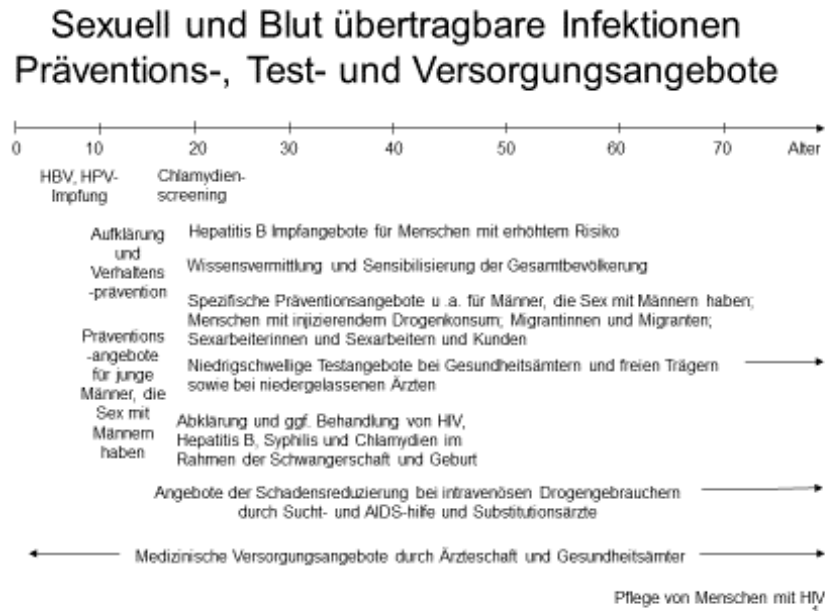 Sexuell und Blut übertragbare Infektionen
Präventions-, Test- und Versorgungsangebote
0 10 20 30 40 50 60 70 Alter
HBV, HPV-
Impfung
Chlamydien-
screening
Aufklärung
und
Verhaltens
-prävention
Hepatitis B Impfangebote für Menschen mit erhöhtem Risiko
Wissensvermittlung und Sensibilisierung der Gesamtbevölkerung
Spezifische Präventionsangebote u .a. für Männer, die Sex mit Männern haben;
Menschen mit injizierendem Drogenkonsum; Migrantinnen und Migranten;
Sexarbeiterinnen und Sexarbeitern und Kunden
Präventions
-angebote
für junge
Männer, die
Sex mit
Männern
haben
Niedrigschwellige Testangebote bei Gesundheitsämtern und freien Trägern
sowie bei niedergelassenen Ärzten
Abklärung und ggf. Behandlung von HIV,
Hepatitis B, Syphilis und Chlamydien im
Rahmen der Schwangerschaft und Geburt
Angebote der Schadensreduzierung bei intravenösen Drogengebrauchern
durch Sucht- und AIDS-hilfe und Substitutionsärzte
Medizinische Versorgungsangebote durch Ärzteschaft und Gesundheitsämter
Pflege von Menschen mit HIV